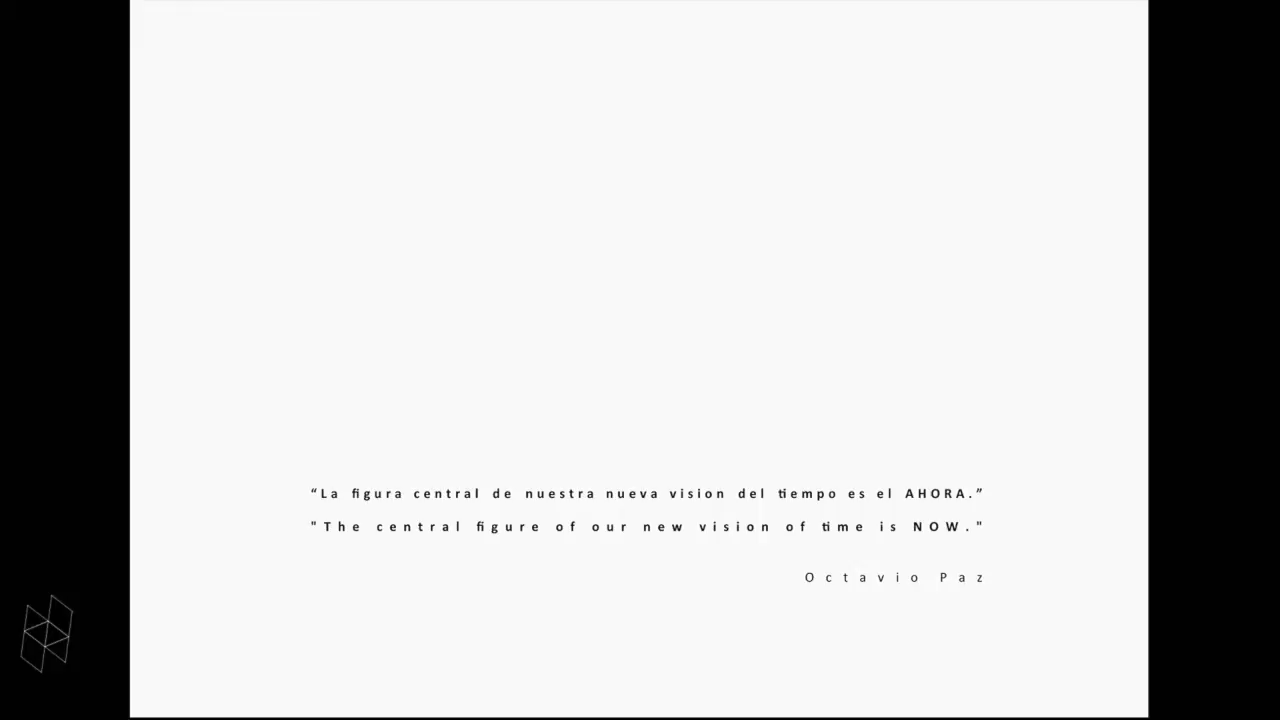 “La figura central de nuestra nueva vision del tiempo es el AHORA.”
"The central figure of our new vision of time is NOW."
Octavio Paz